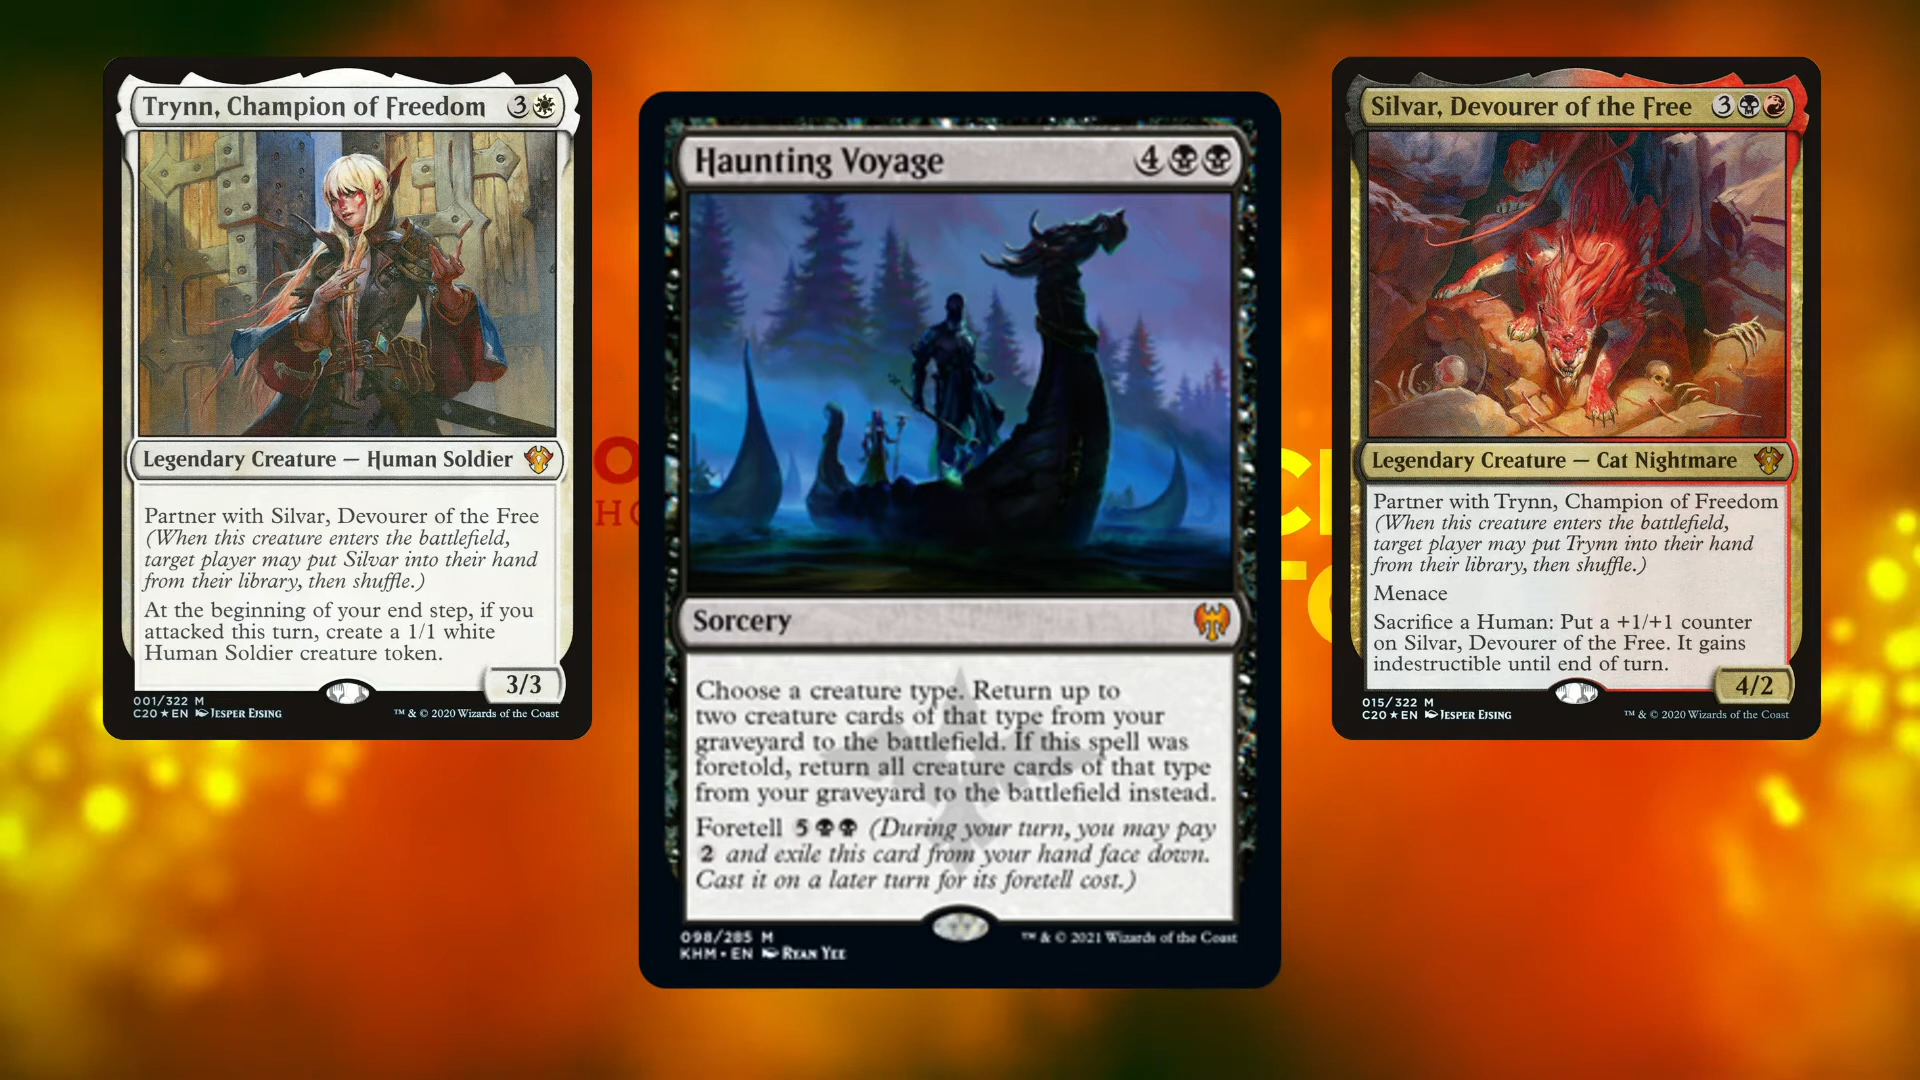 Trynn, Champion of Freedom 3
Legendary Creature — Human Soldier
Partner with Silvar, Devourer of the Free
(When this creature enters the battlefield,
target player may put Silvar into their hand
from their library, then shuffle.)
At the beginning of your end step, if you
attacked this turn, create a 1/1 white
Human Soldier creature token.
3/3
001/322 M
C20★EN JESPER EJSING
™ & © 2020 Wizards of the Coast
Haunting Voyage 4
Sorcery
Choose a creature type. Return up to
two creature cards of that type from your
graveyard to the battlefield. If this spell was
foretold, return all creature cards of that type
from your graveyard to the battlefield instead.
Foretell 5 (During your turn, you may pay
2 and exile this card from your hand face down.
Cast it on a later turn for its foretell cost.)
098/285 M
KHM • EN RYAN YEE
™ & © 2021 Wizards of the Coast
Silvar, Devourer of the Free 3
Legendary Creature — Cat Nightmare
Partner with Trynn, Champion of Freedom
(When this creature enters the battlefield,
target player may put Trynn into their hand
from their library, then shuffle.)
Menace
Sacrifice a Human: Put a +1/+1 counter
on Silvar, Devourer of the Free. It gains
indestructible until end of turn.
4/2
015/322 M
C20★EN JESPER EJSING
™ & © 2020 Wizards of the Coast